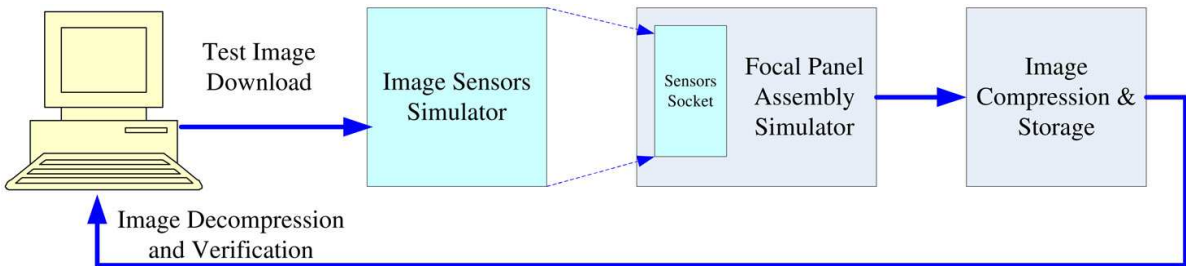 Test Image
Download
Image Sensors
Simulator
Sensors
Socket
Focal Panel
Assembly
Simulator
Image
Compression &
Storage
Image Decompression
and Verification